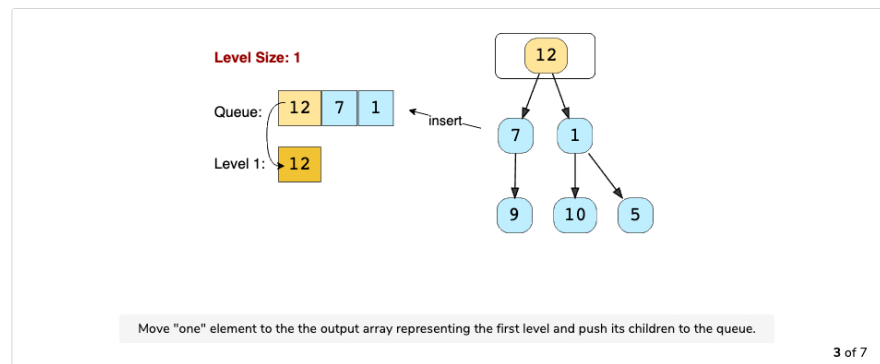 Level Size: 1
12
Queue: 12 7 1
insert
7 1
Level 1: 12
9 10 5
Move "one" element to the the output array representing the first level and push its children to the queue.
3 of 7